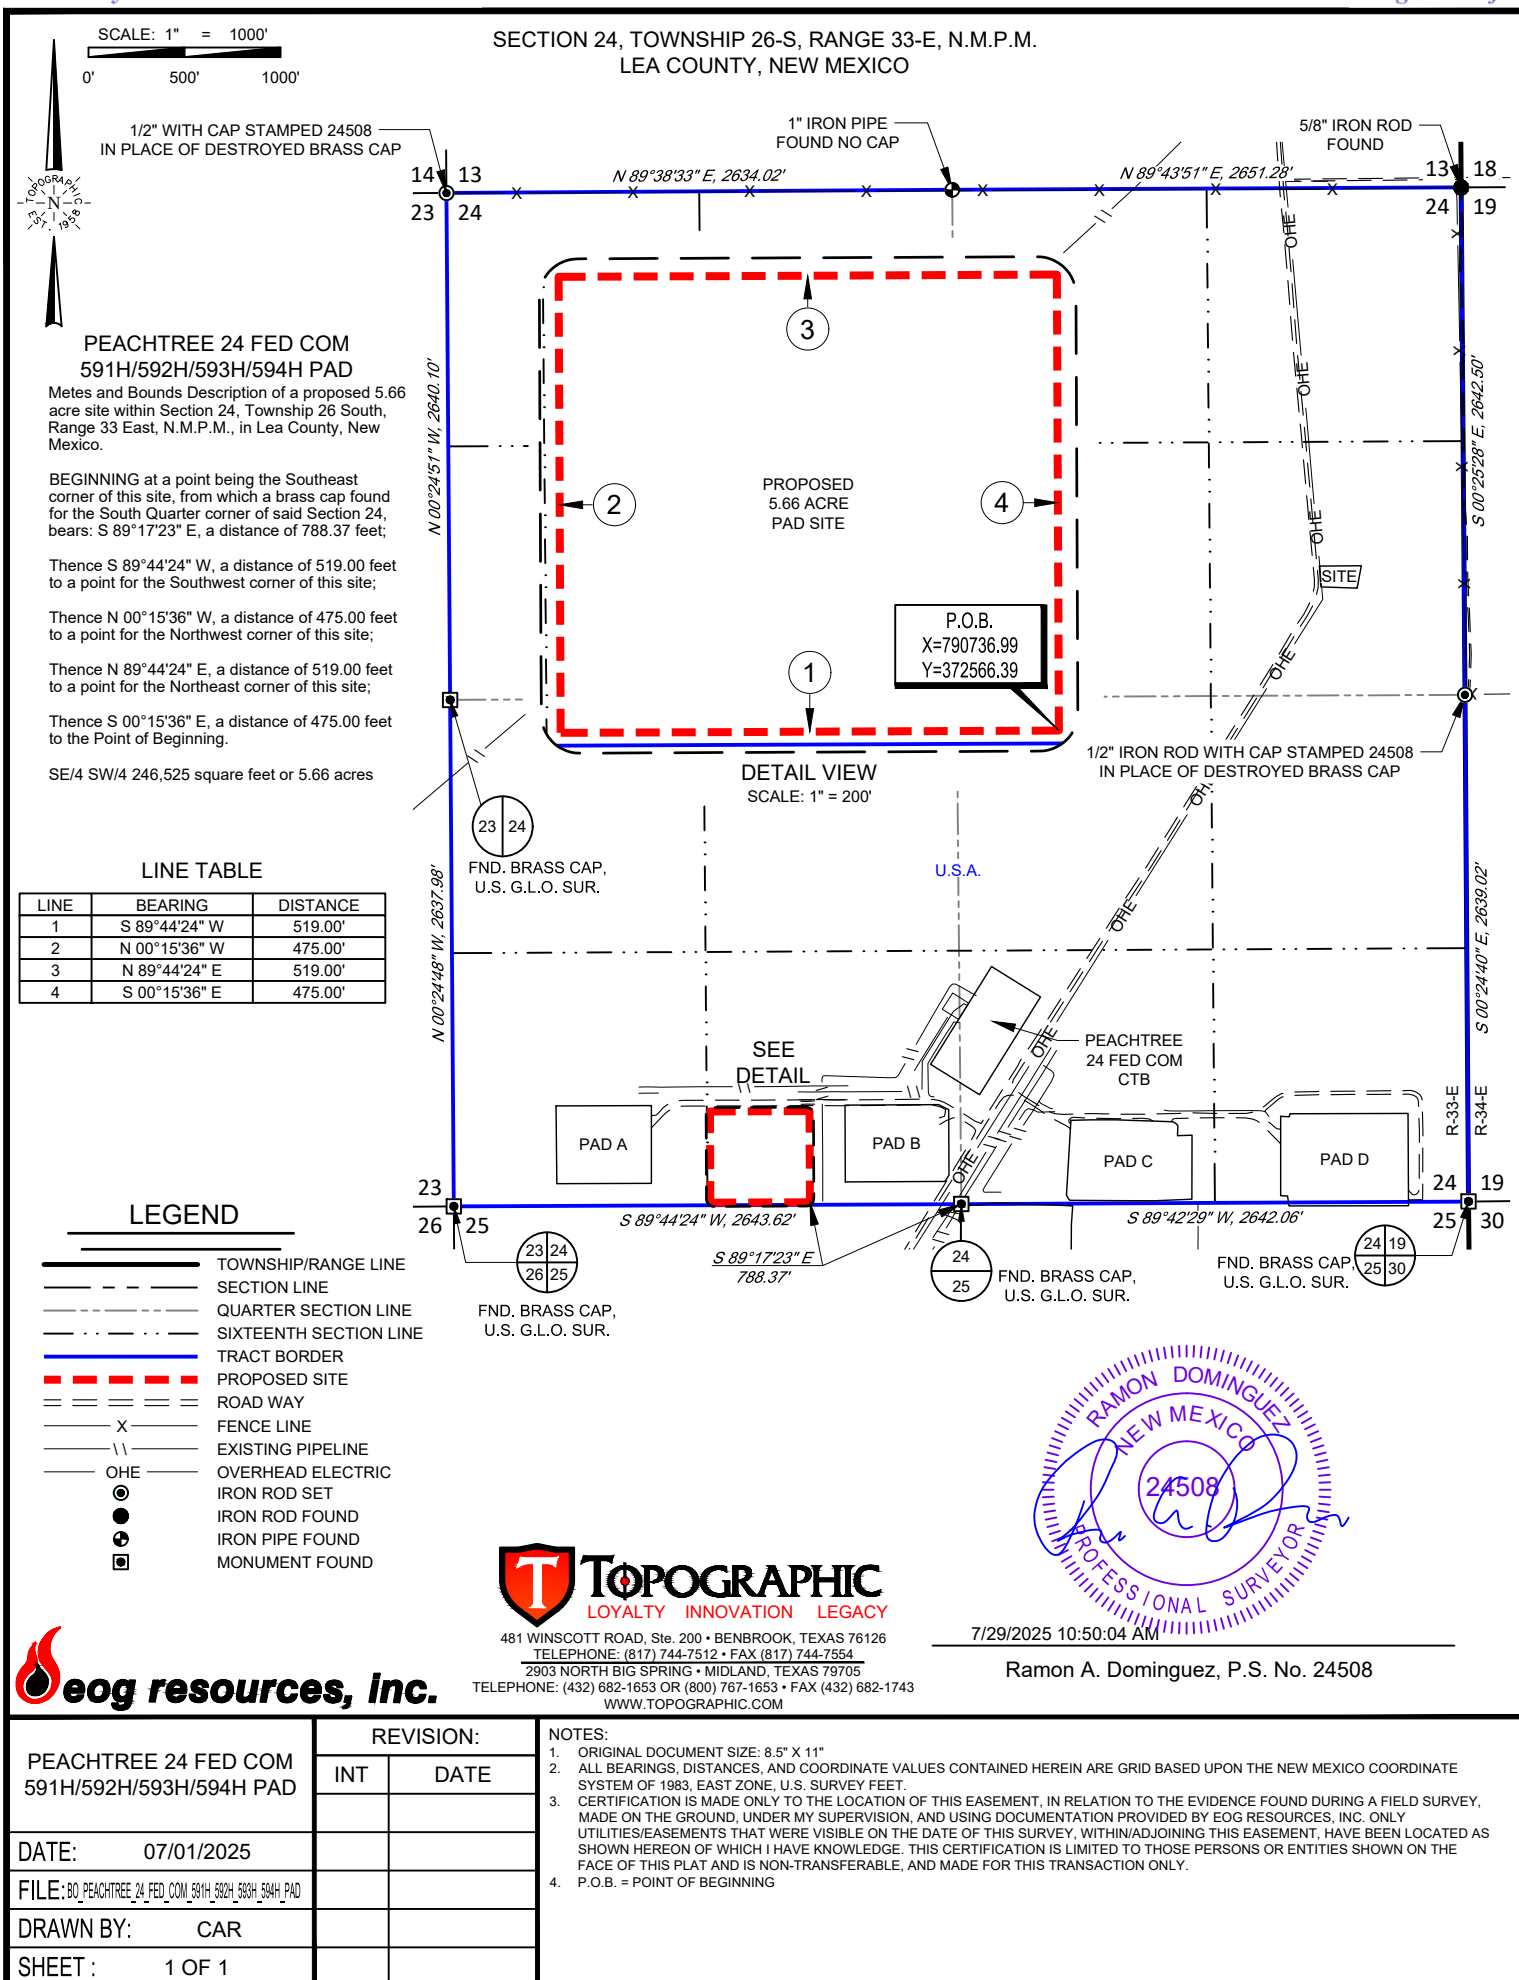 SCALE: 1" = 1000'
0' 500' 1000'
SECTION 24, TOWNSHIP 26-S, RANGE 33-E, N.M.P.M.
LEA COUNTY, NEW MEXICO
1/2" WITH CAP STAMPED 24508
IN PLACE OF DESTROYED BRASS CAP
1" IRON PIPE
FOUND NO CAP
5/8" IRON ROD
FOUND
TOPOGRAPHIC
N
EST. 1958
14 13
23 24
N 89°38'33" E, 2634.02'
N 89°43'51" E, 2651.28'
13 18
24 19
X X X X X X X X
X X X X X
OHE
OHE
OHE
3
PEACHTREE 24 FED COM
591H/592H/593H/594H PAD
Metes and Bounds Description of a proposed 5.66
acre site within Section 24, Township 26 South,
Range 33 East, N.M.P.M., in Lea County, New
Mexico.
BEGINNING at a point being the Southeast
corner of this site, from which a brass cap found
for the South Quarter corner of said Section 24,
bears: S 89°17'23" E, a distance of 788.37 feet;
Thence S 89°44'24" W, a distance of 519.00 feet
to a point for the Southwest corner of this site;
Thence N 00°15'36" W, a distance of 475.00 feet
to a point for the Northwest corner of this site;
Thence N 89°44'24" E, a distance of 519.00 feet
to a point for the Northeast corner of this site;
Thence S 00°15'36" E, a distance of 475.00 feet
to the Point of Beginning.
SE/4 SW/4 246,525 square feet or 5.66 acres
N 00°24'51" W, 2640.10'
S 00°25'28" E, 2642.50'
2
PROPOSED
5.66 ACRE
PAD SITE
4
SITE
P.O.B.
X=790736.99
Y=372566.39
1
OHE
DETAIL VIEW
SCALE: 1" = 200'
1/2" IRON ROD WITH CAP STAMPED 24508
IN PLACE OF DESTROYED BRASS CAP
OHE
23 24
FND. BRASS CAP,
U.S. G.L.O. SUR.
U.S.A.
OHE
LINE TABLE
LINE BEARING DISTANCE
1 S 89°44'24" W 519.00'
2 N 00°15'36" W 475.00'
3 N 89°44'24" E 519.00'
4 S 00°15'36" E 475.00'
N 00°24'48" W, 2637.98'
S 00°24'40" E, 2639.02'
SEE
DETAIL
OHE
PEACHTREE
24 FED COM
CTB
PAD A
PAD B
OHE
PAD C
PAD D
R-33-E
R-34-E
23
26 25
24 19
25 30
S 89°44'24" W, 2643.62'
S 89°42'29" W, 2642.06'
S 89°17'23" E
788.37'
23 24
26 25
FND. BRASS CAP,
U.S. G.L.O. SUR.
24
25
FND. BRASS CAP,
U.S. G.L.O. SUR.
FND. BRASS CAP,
U.S. G.L.O. SUR.
24 19
25 30
LEGEND
TOWNSHIP/RANGE LINE
SECTION LINE
QUARTER SECTION LINE
SIXTEENTH SECTION LINE
TRACT BORDER
PROPOSED SITE
ROAD WAY
X FENCE LINE
\\ EXISTING PIPELINE
OHE OVERHEAD ELECTRIC
IRON ROD SET
IRON ROD FOUND
IRON PIPE FOUND
MONUMENT FOUND
RAMON DOMINGUEZ
NEW MEXICO
24508
PROFESSIONAL SURVEYOR
T TOPOGRAPHIC
LOYALTY INNOVATION LEGACY
481 WINSCOTT ROAD, Ste. 200 • BENBROOK, TEXAS 76126
TELEPHONE: (817) 744-7512 • FAX (817) 744-7554
2903 NORTH BIG SPRING • MIDLAND, TEXAS 79705
TELEPHONE: (432) 682-1653 OR (800) 767-1653 • FAX (432) 682-1743
WWW.TOPOGRAPHIC.COM
7/29/2025 10:50:04 AM
Ramon A. Dominguez, P.S. No. 24508
eog resources, inc.
PEACHTREE 24 FED COM
591H/592H/593H/594H PAD
REVISION:
INT DATE
DATE: 07/01/2025
FILE: BO_PEACHTREE_24_FED_COM_591H_592H_593H_594H_PAD
DRAWN BY: CAR
SHEET : 1 OF 1
NOTES:
1. ORIGINAL DOCUMENT SIZE: 8.5" X 11"
2. ALL BEARINGS, DISTANCES, AND COORDINATE VALUES CONTAINED HEREIN ARE GRID BASED UPON THE NEW MEXICO COORDINATE
SYSTEM OF 1983, EAST ZONE, U.S. SURVEY FEET.
3. CERTIFICATION IS MADE ONLY TO THE LOCATION OF THIS EASEMENT, IN RELATION TO THE EVIDENCE FOUND DURING A FIELD SURVEY,
MADE ON THE GROUND, UNDER MY SUPERVISION, AND USING DOCUMENTATION PROVIDED BY EOG RESOURCES, INC. ONLY
UTILITIES/EASEMENTS THAT WERE VISIBLE ON THE DATE OF THIS SURVEY, WITHIN/ADJOINING THIS EASEMENT, HAVE BEEN LOCATED AS
SHOWN HEREON OF WHICH I HAVE KNOWLEDGE. THIS CERTIFICATION IS LIMITED TO THOSE PERSONS OR ENTITIES SHOWN ON THE
FACE OF THIS PLAT AND IS NON-TRANSFERABLE, AND MADE FOR THIS TRANSACTION ONLY.
4. P.O.B. = POINT OF BEGINNING